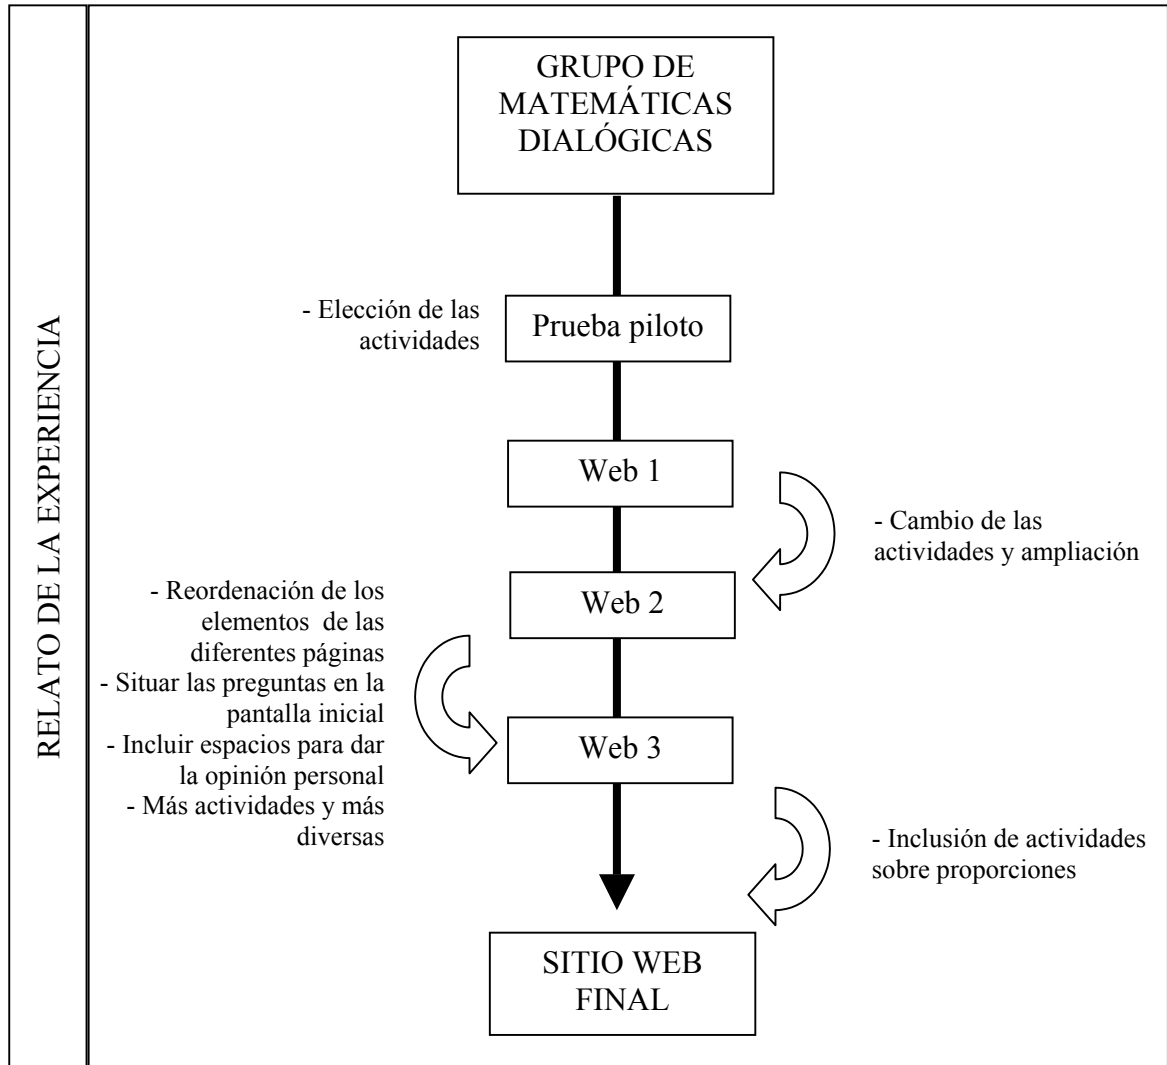 RELATO DE LA EXPERIENCIA
GRUPO DE
MATEMÁTICAS
DIALÓGICAS
- Elección de las
actividades
Prueba piloto
Web 1
- Cambio de las
actividades y ampliación
Web 2
- Reordenación de los
elementos de las
diferentes páginas
- Situar las preguntas en la
pantalla inicial
- Incluir espacios para dar
la opinión personal
- Más actividades y más
diversas
Web 3
- Inclusión de actividades
sobre proporciones
SITIO WEB
FINAL